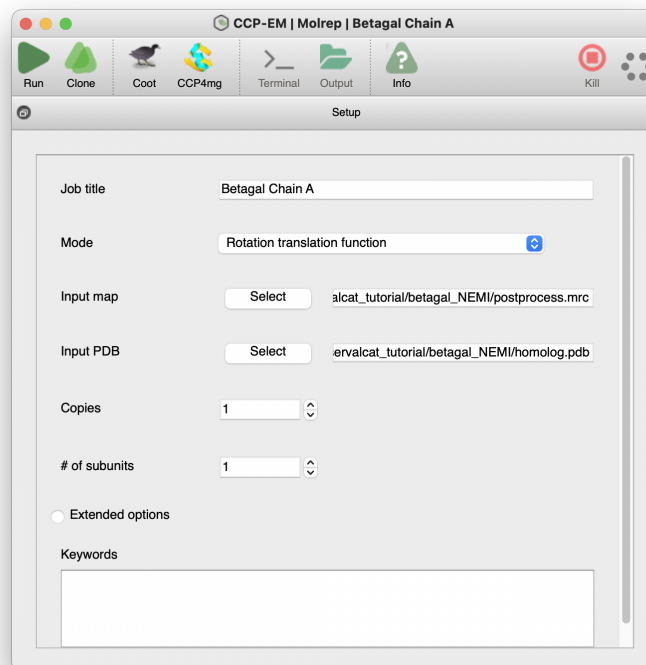 CCP-EM | Molrep | Betagal Chain A
Run Clone Coot CCP4mg Terminal Output Info Kill
Setup
Job title Betagal Chain A
Mode Rotation translation function
Input map Select alcat_tutorial/betagal_NEMI/postprocess.mrc
Input PDB Select ervalcat_tutorial/betagal_NEMI/homolog.pdb
Copies 1
# of subunits 1
Extended options
Keywords